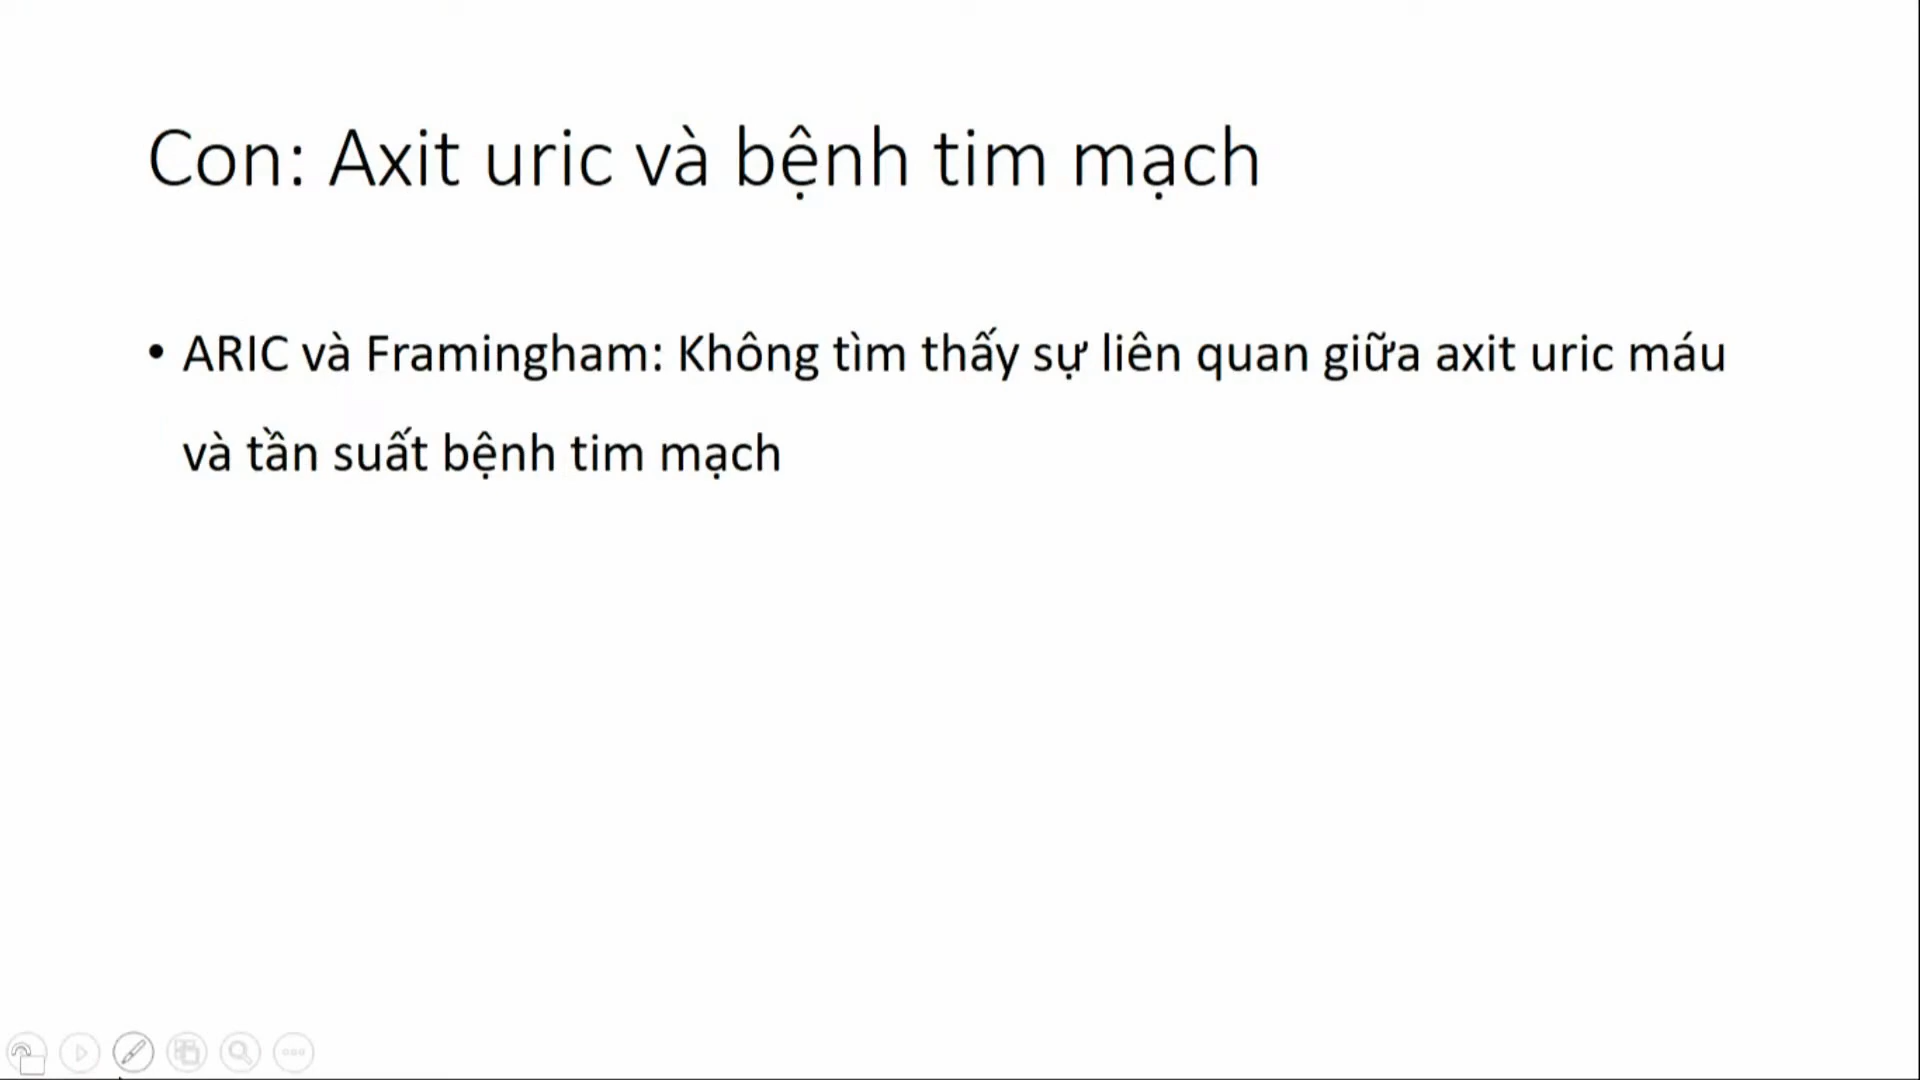 Con: Axit uric và bệnh tim mạch
• ARIC và Framingham: Không tìm thấy sự liên quan giữa axit uric máu
và tần suất bệnh tim mạch